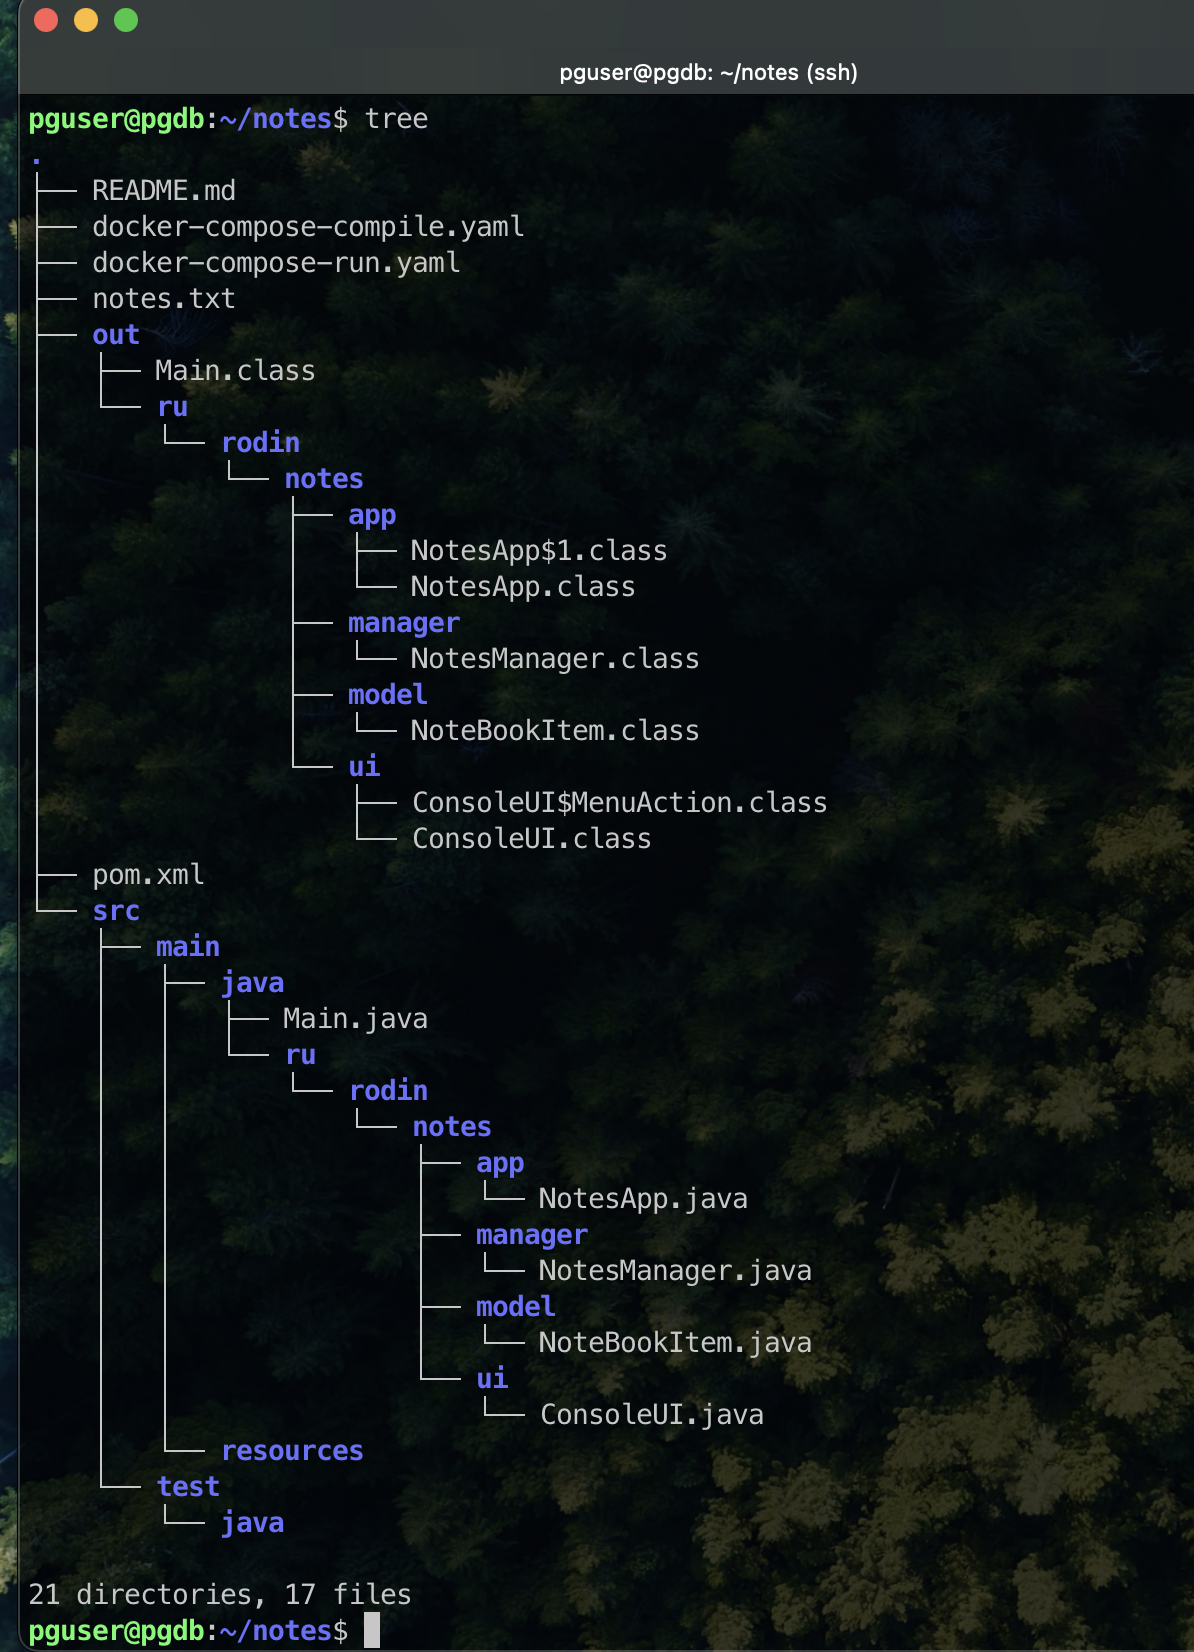 pguser@pgdb: ~/notes (ssh)
pguser@pgdb:~/notes$ tree
.
├── README.md
├── docker-compose-compile.yaml
├── docker-compose-run.yaml
├── notes.txt
├── out
│   ├── Main.class
│   └── ru
│       └── rodin
│           └── notes
│               ├── app
│               │   ├── NotesApp$1.class
│               │   └── NotesApp.class
│               ├── manager
│               │   └── NotesManager.class
│               ├── model
│               │   └── NoteBookItem.class
│               └── ui
│                   ├── ConsoleUI$MenuAction.class
│                   └── ConsoleUI.class
├── pom.xml
└── src
    ├── main
    │   ├── java
    │   │   ├── Main.java
    │   │   └── ru
    │   │       └── rodin
    │   │           └── notes
    │   │               ├── app
    │   │               │   └── NotesApp.java
    │   │               ├── manager
    │   │               │   └── NotesManager.java
    │   │               ├── model
    │   │               │   └── NoteBookItem.java
    │   │               └── ui
    │   │                   └── ConsoleUI.java
    │   └── resources
    └── test
        └── java

21 directories, 17 files
pguser@pgdb:~/notes$